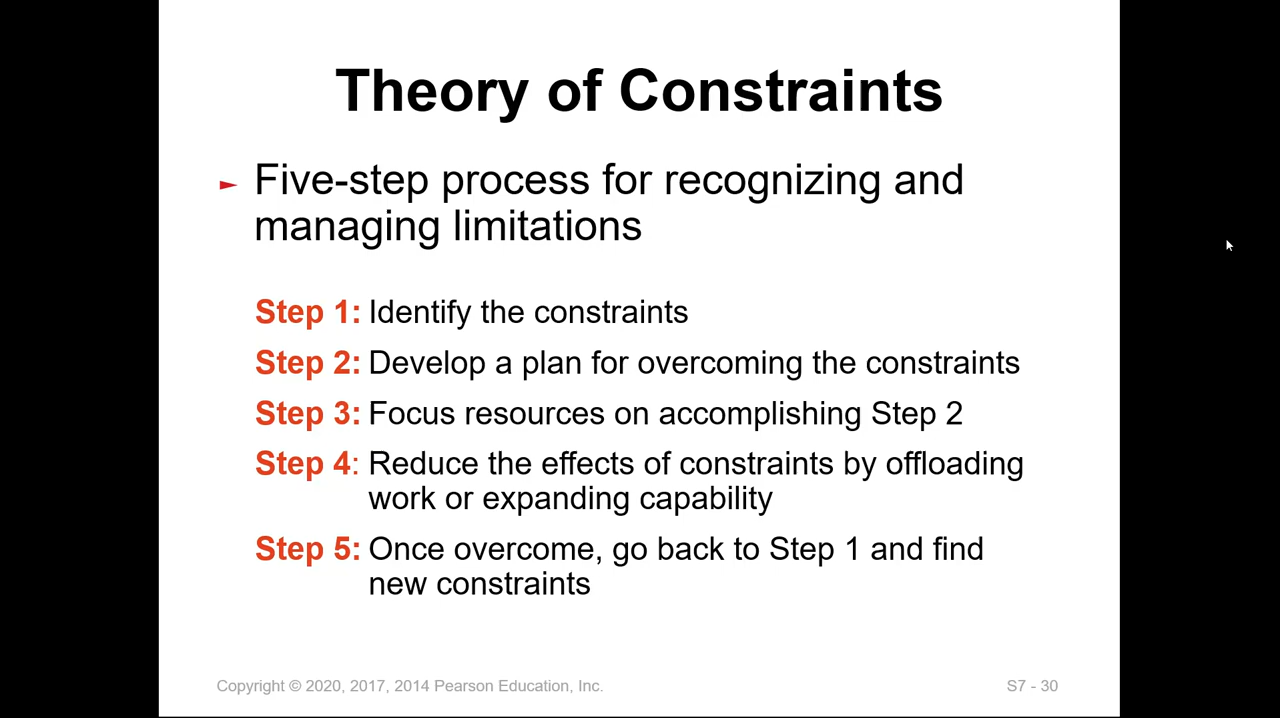 Theory of Constraints
► Five-step process for recognizing and
managing limitations
Step 1: Identify the constraints
Step 2: Develop a plan for overcoming the constraints
Step 3: Focus resources on accomplishing Step 2
Step 4: Reduce the effects of constraints by offloading
work or expanding capability
Step 5: Once overcome, go back to Step 1 and find
new constraints
Copyright © 2020, 2017, 2014 Pearson Education, Inc.
S7 - 30